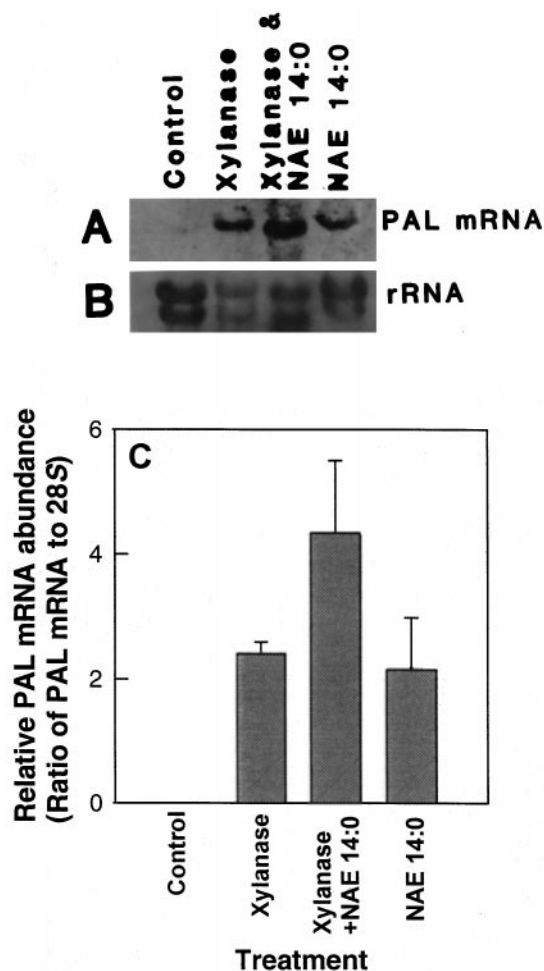 Control
Xylanase
Xylanase &
NAE 14:0
NAE 14:0
A
PAL mRNA
B
rRNA
C
Relative PAL mRNA abundance
(Ratio of PAL mRNA to 28S)
6
4
2
0
Control
Xylanase
Xylanase
+NAE 14:0
NAE 14:0
Treatment